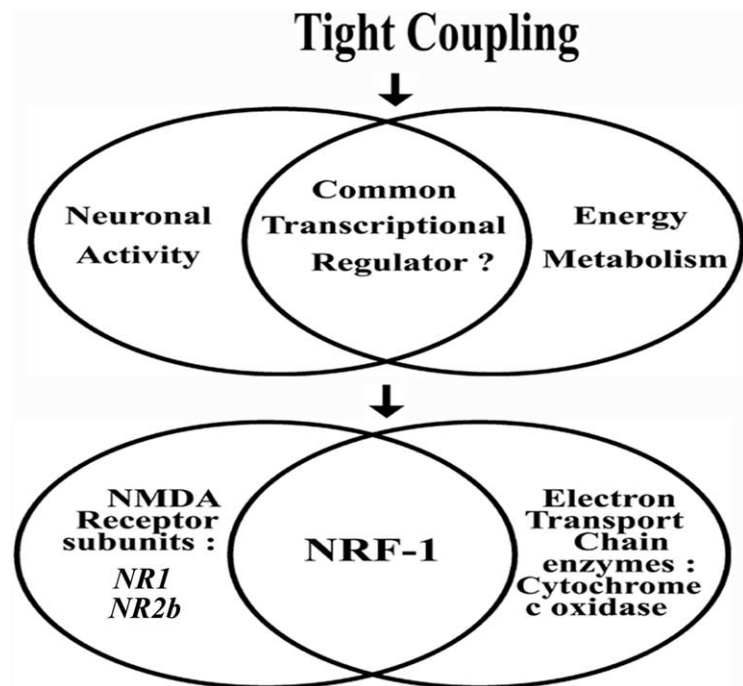 Tight Coupling
Neuronal
Activity
Common
Transcriptional
Regulator ?
Energy
Metabolism
NMDA
Receptor
subunits :
NR1
NR2b
NRF-1
Electron
Transport
Chain
enzymes :
Cytochrome
c oxidase